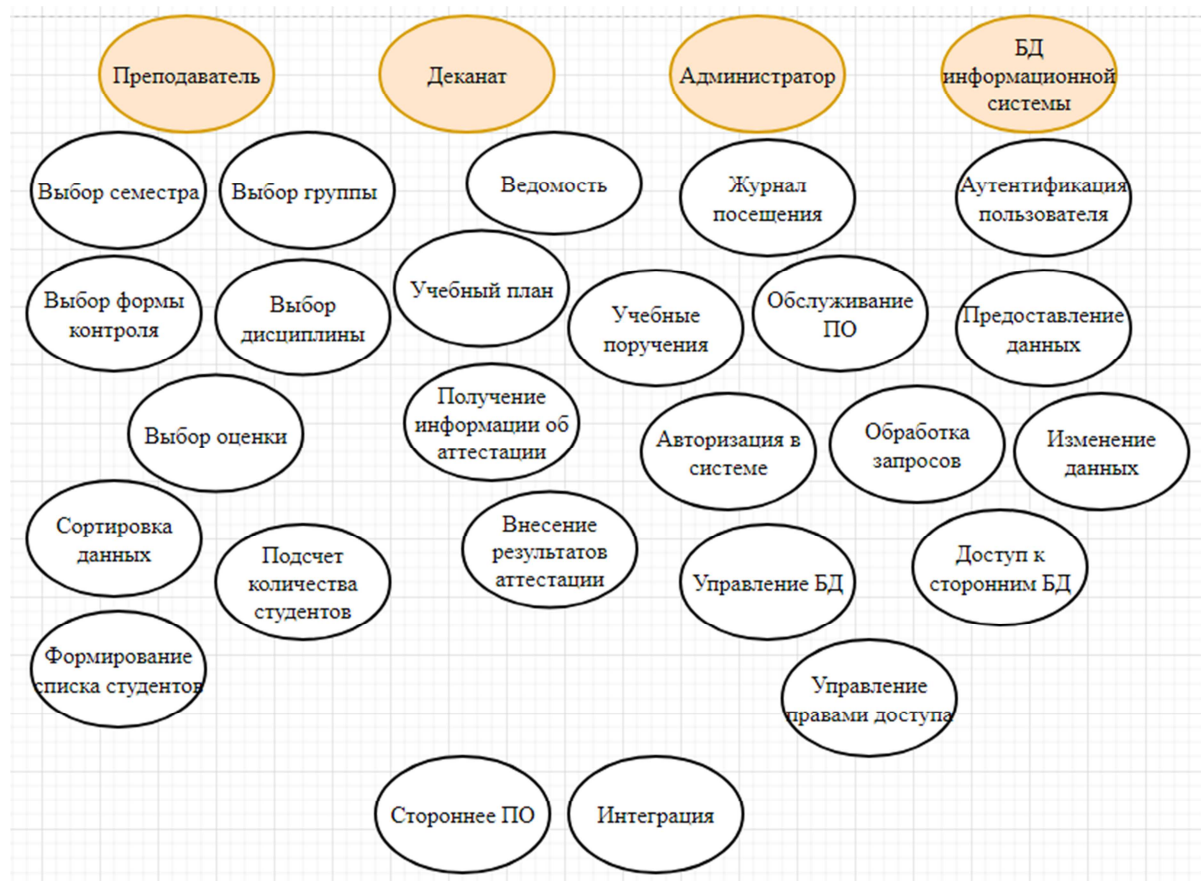 Преподаватель
Деканат
Администратор
БД
информационной
системы
Выбор семестра
Выбор группы
Ведомость
Журнал
посещения
Аутентификация
пользователя
Выбор формы
контроля
Выбор
дисциплины
Учебный план
Учебные
поручения
Обслуживание
ПО
Предоставление
данных
Выбор оценки
Получение
информации об
аттестации
Авторизация в
системе
Обработка
запросов
Изменение
данных
Сортировка
данных
Подсчет
количества
студентов
Внесение
результатов
аттестации
Управление БД
Доступ к
сторонним БД
Формирование
списка студентов
Управление
правами доступа
Стороннее ПО
Интеграция